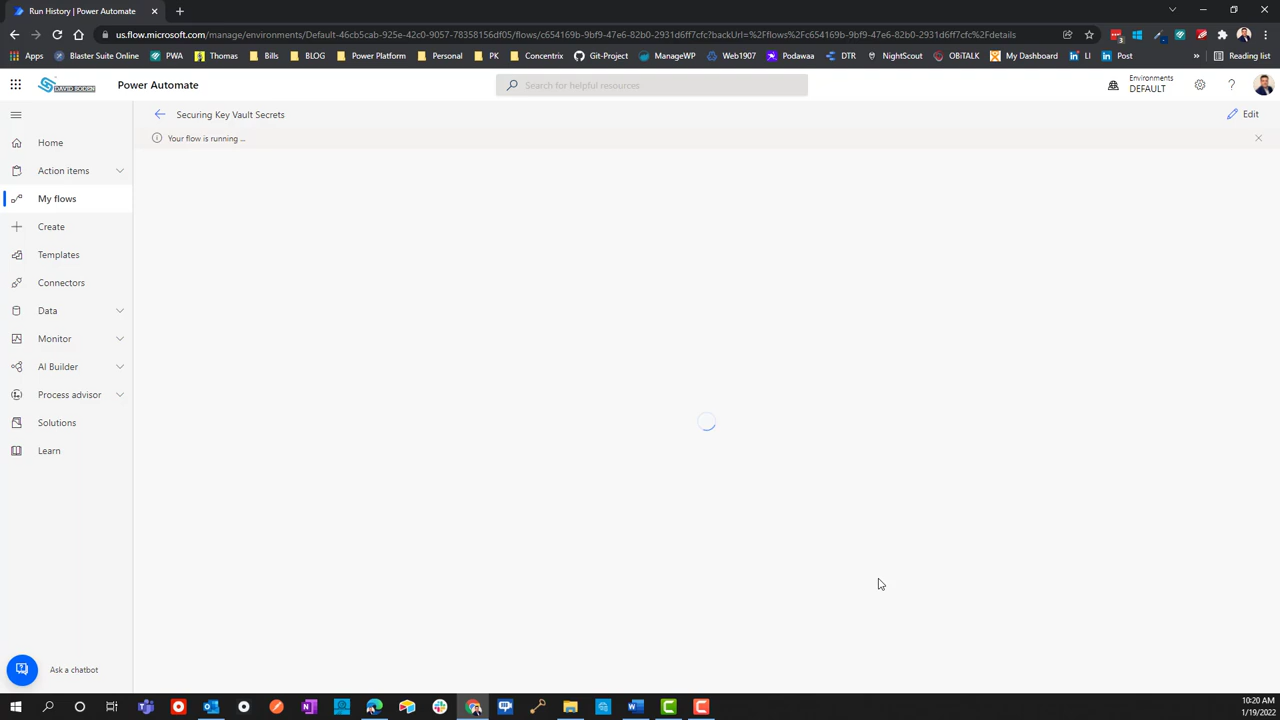 Run History | Power Automate
us.flow.microsoft.com/manage/environments/Default-46cb5cab-925e-42c0-9057-78358156df05/flows/c654169b-9bf9-47e6-82b0-2931d6ff7cfc?backUrl=%2Fflows%2Fc654169b-9bf9-47e6-82b0-2931d6ff7cfc%2Fdetails
Apps Blaster Suite Online PWA Thomas Bills BLOG Power Platform Personal PK Concentrix Git-Project ManageWP Web1907 Podawaa DTR NightScout OBiTALK My Dashboard LI Post » Reading list
Power Automate
Search for helpful resources
Environments
DEFAULT
Securing Key Vault Secrets
Edit
Your flow is running ...
Home
Action items
My flows
Create
Templates
Connectors
Data
Monitor
AI Builder
Process advisor
Solutions
Learn
Ask a chatbot
10:20 AM
1/19/2022